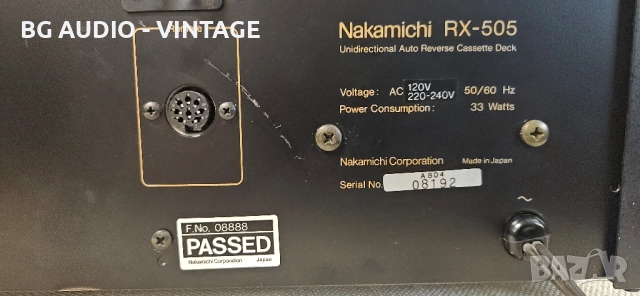 BG AUDIO - VINTAGE
Remote
Nakamichi RX-505
Unidirectional Auto Reverse Cassette Deck
Voltage: AC 120V 220-240V 50/60 Hz
Power Consumption: 33 Watts
Nakamichi Corporation Made in Japan
A804
Serial No. 08192
F.No. 08888
PASSED
Nakamichi Corporation Japan
~
BAZAR